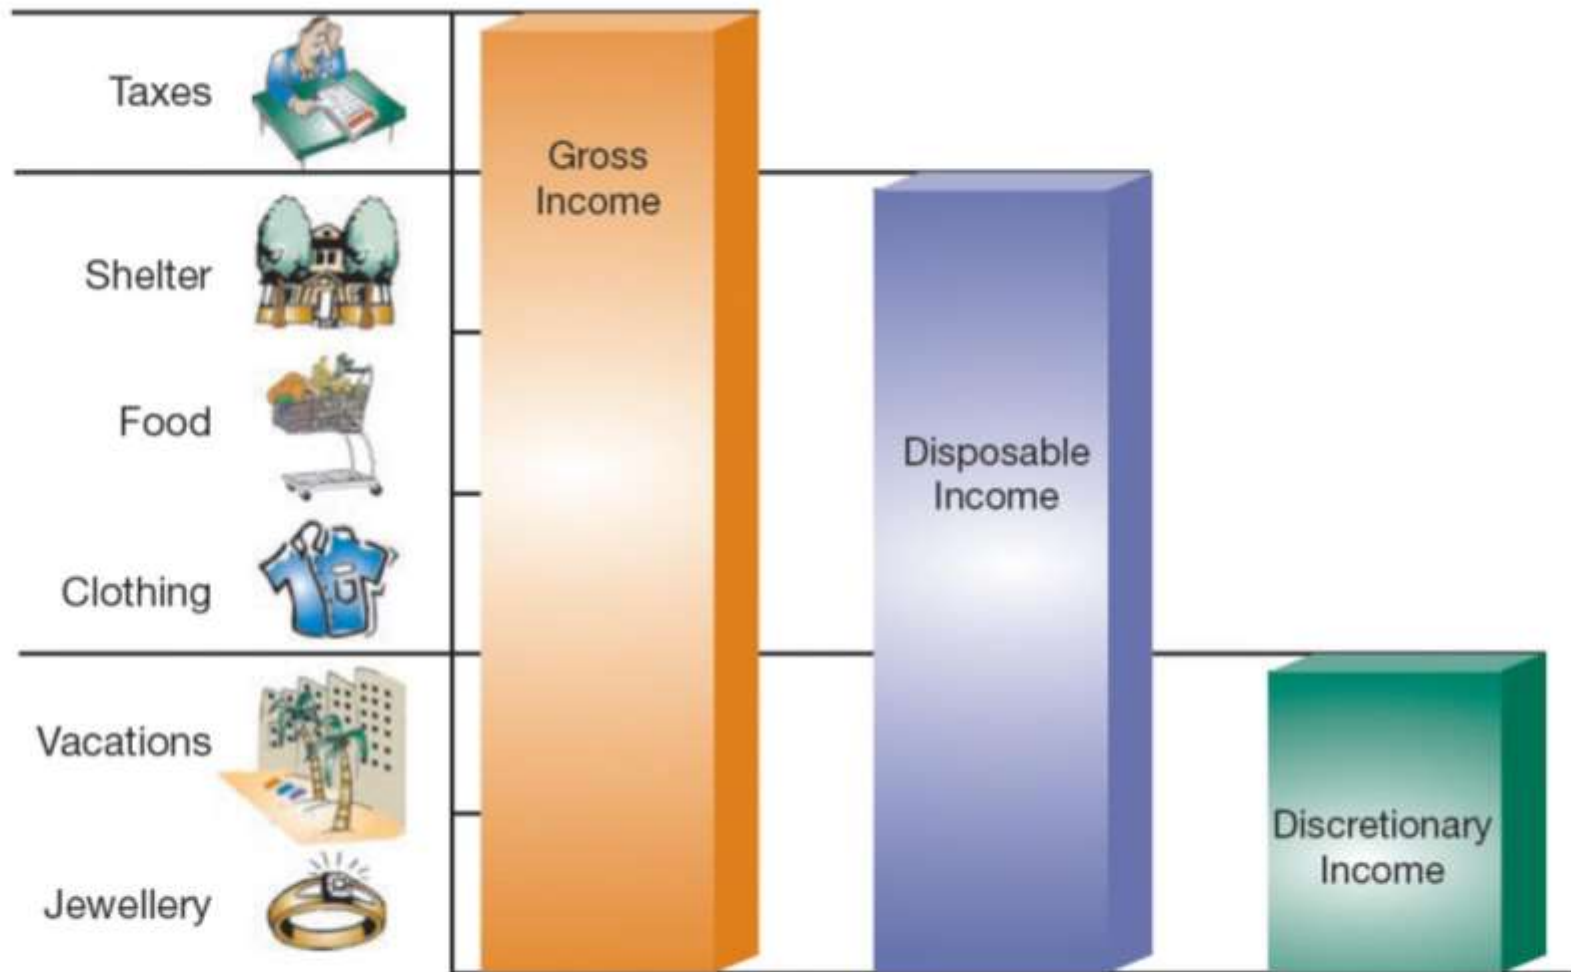 Taxes
Shelter
Food
Clothing
Vacations
Jewellery
Gross
Income
Disposable
Income
Discretionary
Income